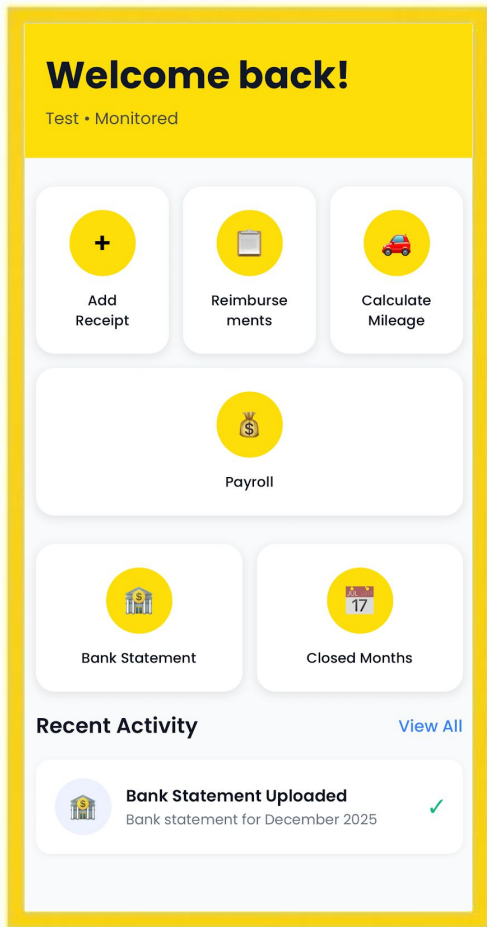 Welcome back!
Test • Monitored
+
Add
Receipt
Reimburse
ments
Calculate
Mileage
$
Payroll
$
Bank Statement
JUL
17
Closed Months
Recent Activity
View All
$
Bank Statement Uploaded
Bank statement for December 2025
✓